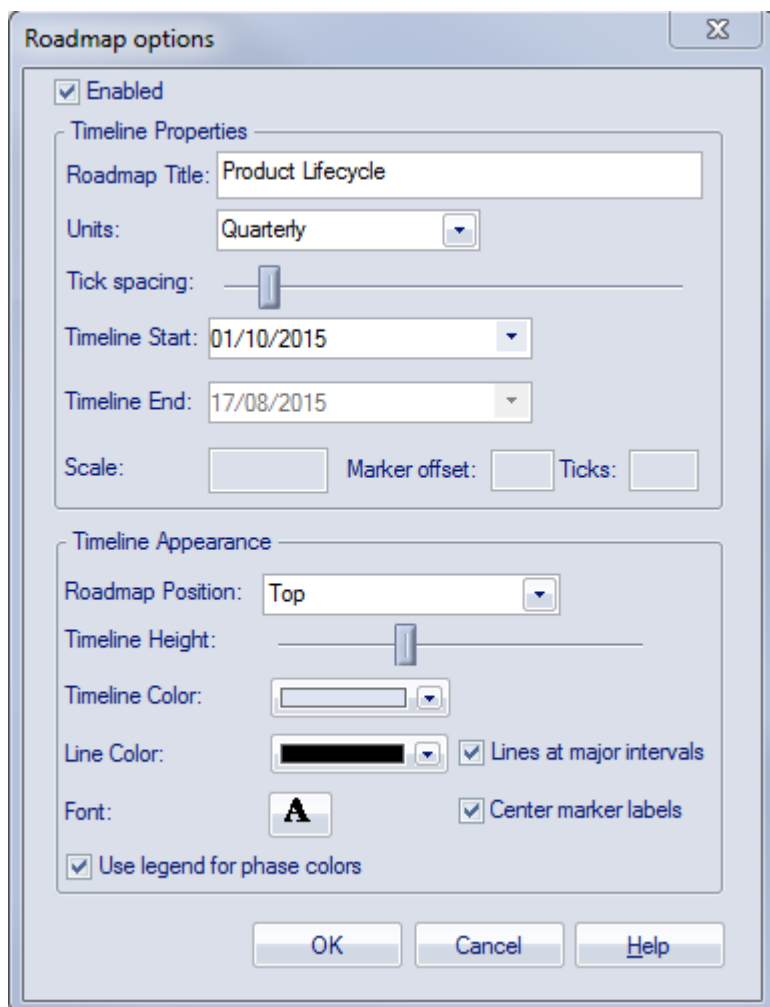 Roadmap options
Enabled
Timeline Properties
Roadmap Title: Product Lifecycle
Units: Quarterly
Tick spacing:
Timeline Start: 01/10/2015
Timeline End: 17/08/2015
Scale: Marker offset: Ticks:
Timeline Appearance
Roadmap Position: Top
Timeline Height:
Timeline Color:
Line Color: Lines at major intervals
Font: A Center marker labels
Use legend for phase colors
OK Cancel Help